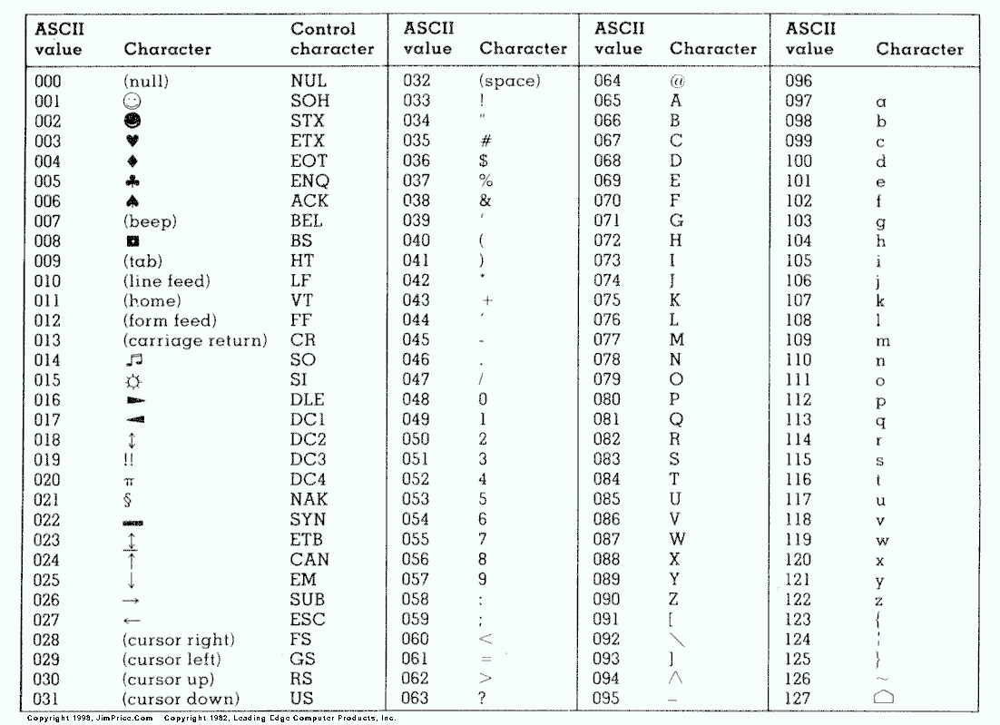 ASCII value Character Control character ASCII value Character ASCII value Character ASCII value Character
000 (null) NUL 032 (space) 064 @ 096
001 ☺ SOH 033 ! 065 A 097 a
002 ☻ STX 034 " 066 B 098 b
003 ♥ ETX 035 # 067 C 099 c
004 ♦ EOT 036 $ 068 D 100 d
005 ♣ ENQ 037 % 069 E 101 e
006 ♠ ACK 038 & 070 F 102 f
007 (beep) BEL 039 ' 071 G 103 g
008 ◘ BS 040 ( 072 H 104 h
009 (tab) HT 041 ) 073 I 105 i
010 (line feed) LF 042 * 074 J 106 j
011 (home) VT 043 + 075 K 107 k
012 (form feed) FF 044 ' 076 L 108 l
013 (carriage return) CR 045 - 077 M 109 m
014 ♫ SO 046 . 078 N 110 n
015 ☼ SI 047 / 079 O 111 o
016 ► DLE 048 0 080 P 112 p
017 ◄ DC1 049 1 081 Q 113 q
018 ↕ DC2 050 2 082 R 114 r
019 !! DC3 051 3 083 S 115 s
020 π DC4 052 4 084 T 116 t
021 § NAK 053 5 085 U 117 u
022 ▬ SYN 054 6 086 V 118 v
023 ↨ ETB 055 7 087 W 119 w
024 ↑ CAN 056 8 088 X 120 x
025 ↓ EM 057 9 089 Y 121 y
026 → SUB 058 : 090 Z 122 z
027 ← ESC 059 ; 091 [ 123 {
028 (cursor right) FS 060 < 092 \ 124 ¦
029 (cursor left) GS 061 = 093 ] 125 }
030 (cursor up) RS 062 > 094 ∧ 126 ~
031 (cursor down) US 063 ? 095 _ 127 ⌂
Copyright 1998, JimPrice.Com Copyright 1982, Leading Edge Computer Products, Inc.